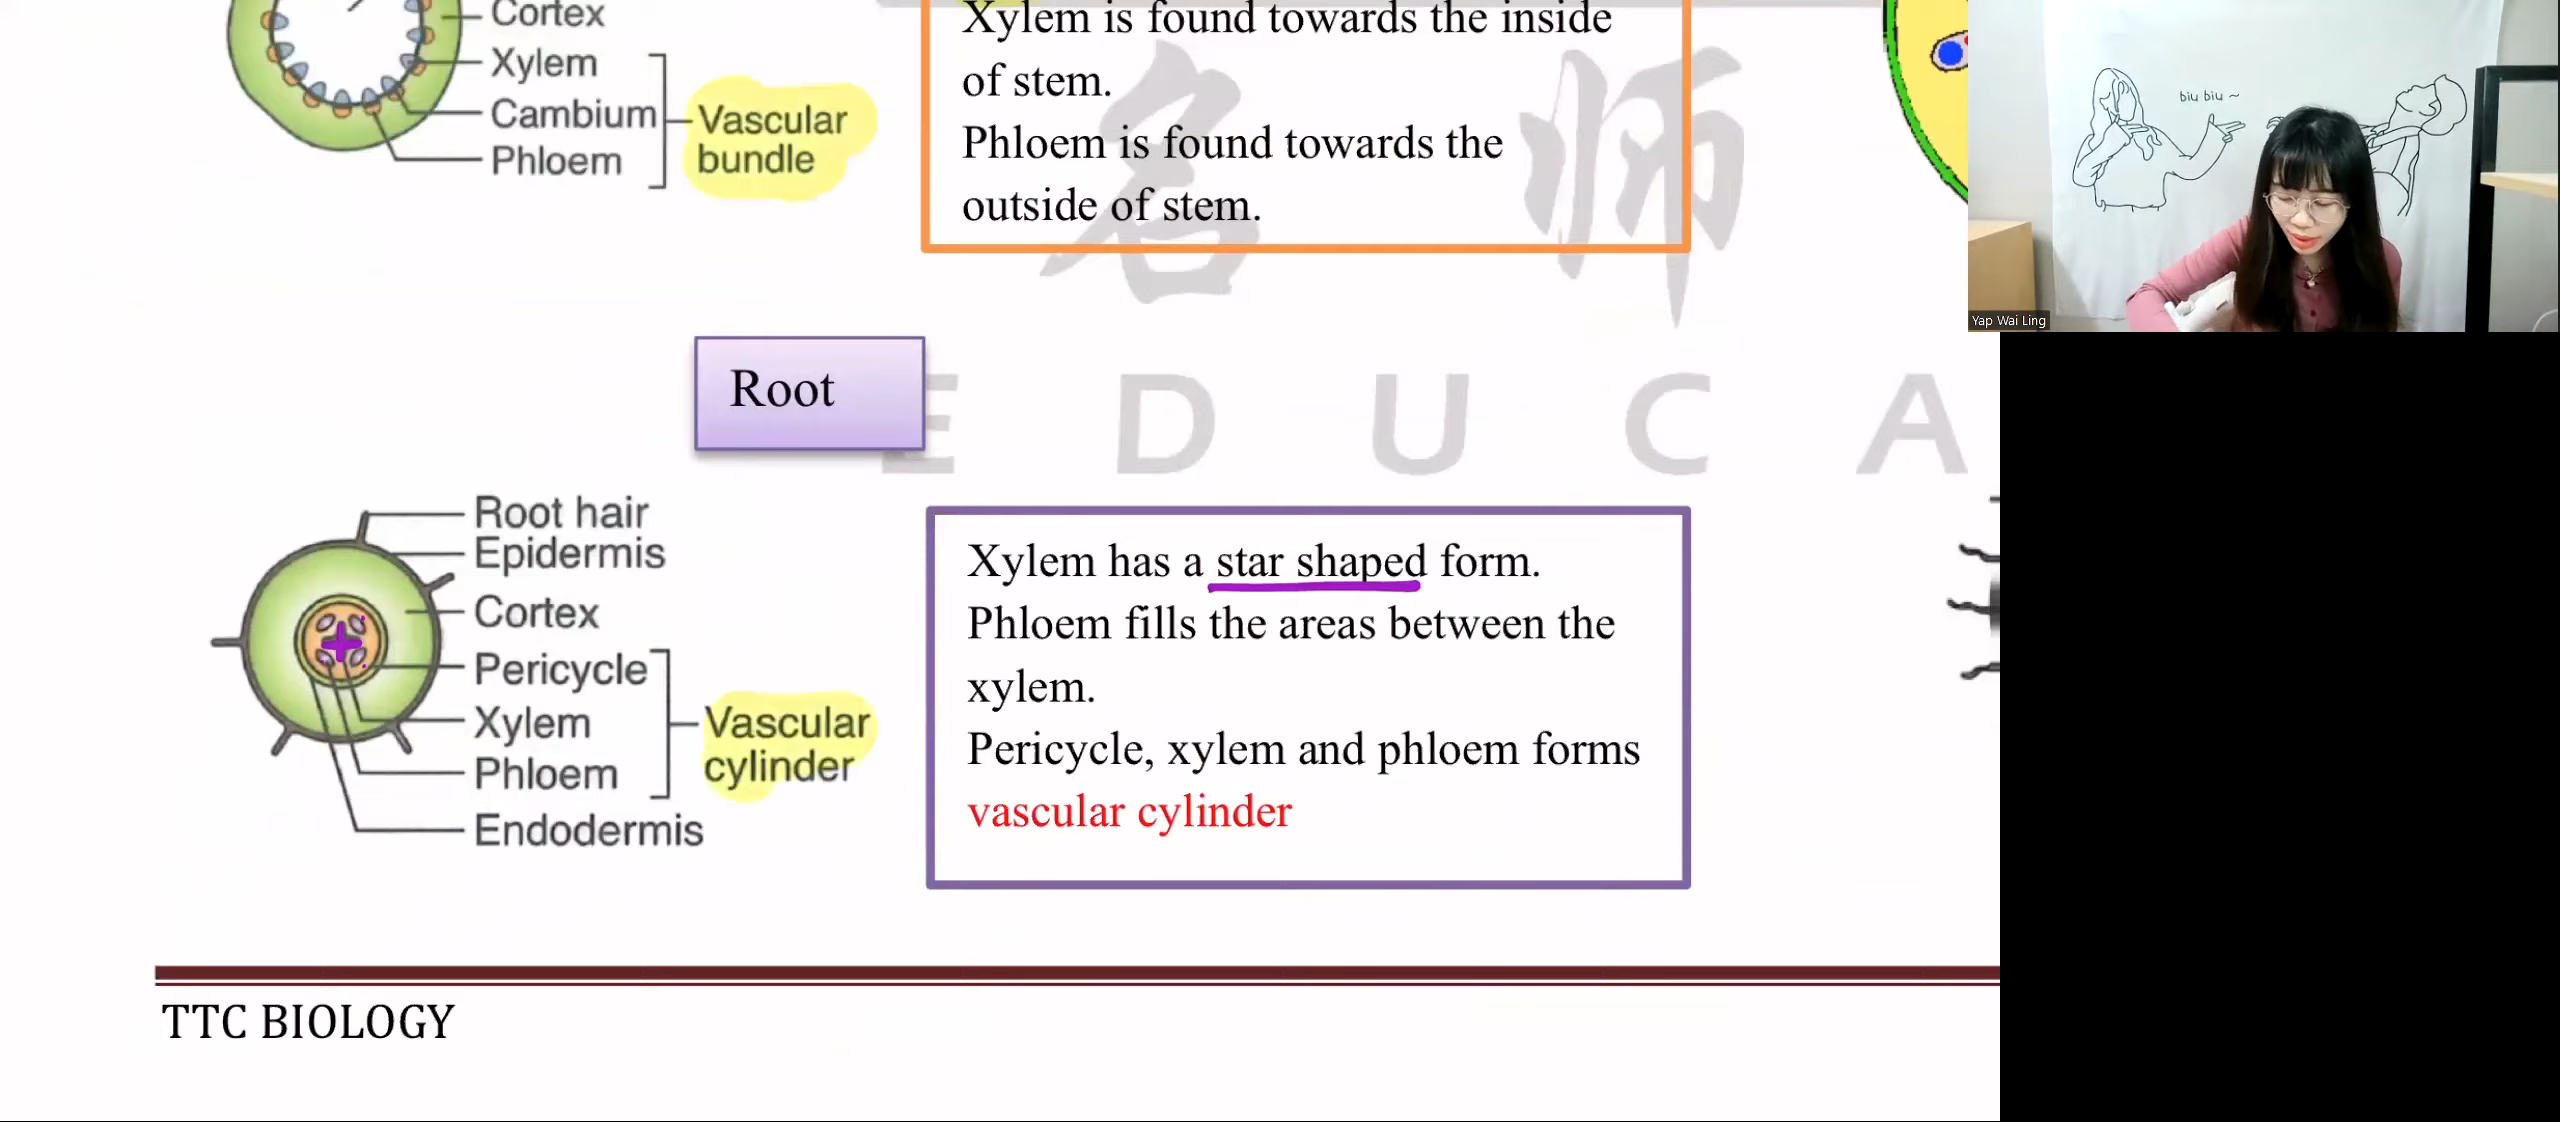 Cortex
Xylem
Cambium
Phloem
Vascular
bundle
Xylem is found towards the inside
of stem.
Phloem is found towards the
outside of stem.
名 师
biu biu ~
Yap Wai Ling
Root
E D U C A
Root hair
Epidermis
Cortex
Pericycle
Xylem
Phloem
Endodermis
Vascular
cylinder
Xylem has a star shaped form.
Phloem fills the areas between the
xylem.
Pericycle, xylem and phloem forms
vascular cylinder
TTC BIOLOGY